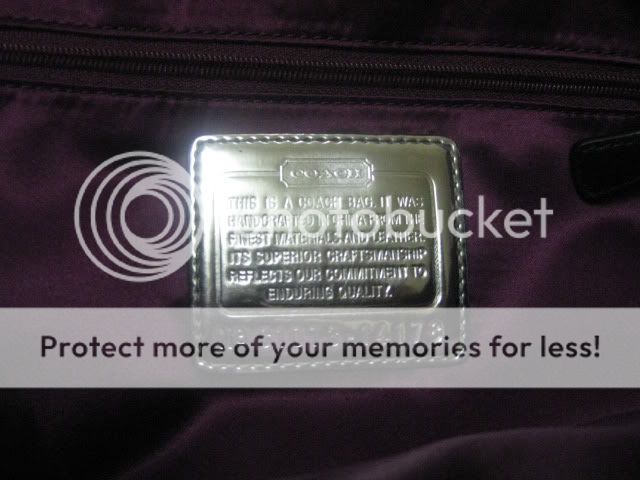 COACH
THIS IS A COACH BAG. IT WAS
HANDCRAFTED IN CHINA FROM THE
FINEST MATERIALS AND LEATHER.
ITS SUPERIOR CRAFTSMANSHIP
REFLECTS OUR COMMITMENT TO
ENDURING QUALITY.
photobucket
Protect more of your memories for less!